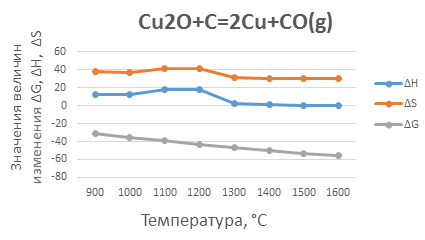 Cu2O+C=2Cu+CO(g)
Значения величин
изменения ΔG, ΔH, ΔS
60
40
20
0
-20
-40
-60
-80
900 1000 1100 1200 1300 1400 1500 1600
Температура, °C
ΔH
ΔS
ΔG